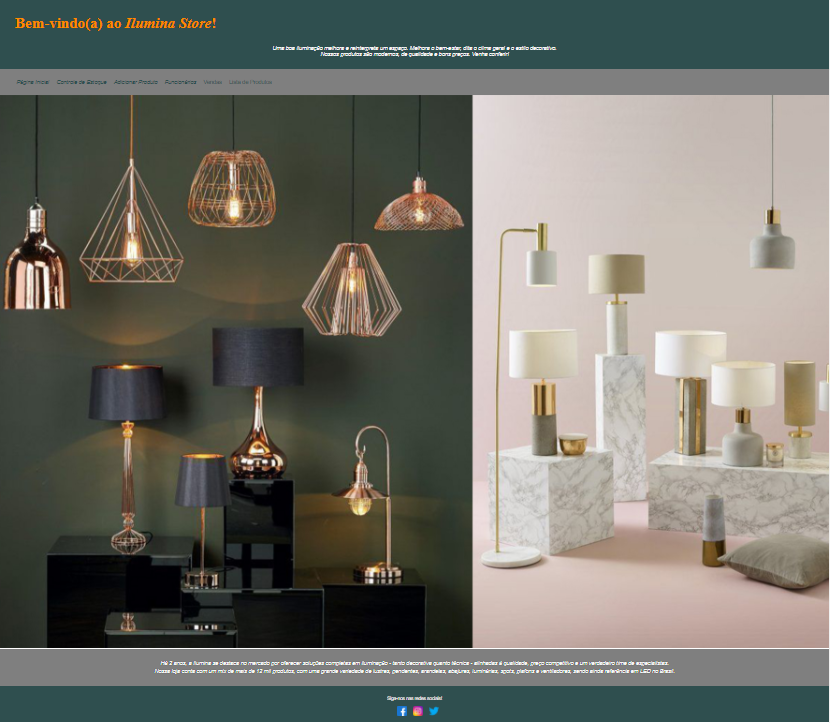 Bem-vindo(a) ao Ilumina Store!
Uma boa iluminação melhora e reinterpreta um espaço. Melhora o bem-estar, dita o clima geral e o estilo decorativo.
Nossos produtos são modernos, de qualidade e bons preços. Venha conferir!
Página Inicial Controle de Estoque Adicionar Produto Funcionários Vendas Lista de Produtos
Há 2 anos, a Ilumina se destaca no mercado por oferecer soluções completas em iluminação - tanto decorativa quanto técnica - alinhadas à qualidade, preço competitivo e um verdadeiro time de especialistas.
Nossa loja conta com um mix de mais de 12 mil produtos, com uma grande variedade de lustres, pendentes, arandelas, abajures, luminárias, spots, plafons e ventiladores, sendo ainda referência em LED no Brasil.
Siga-nos nas redes sociais!